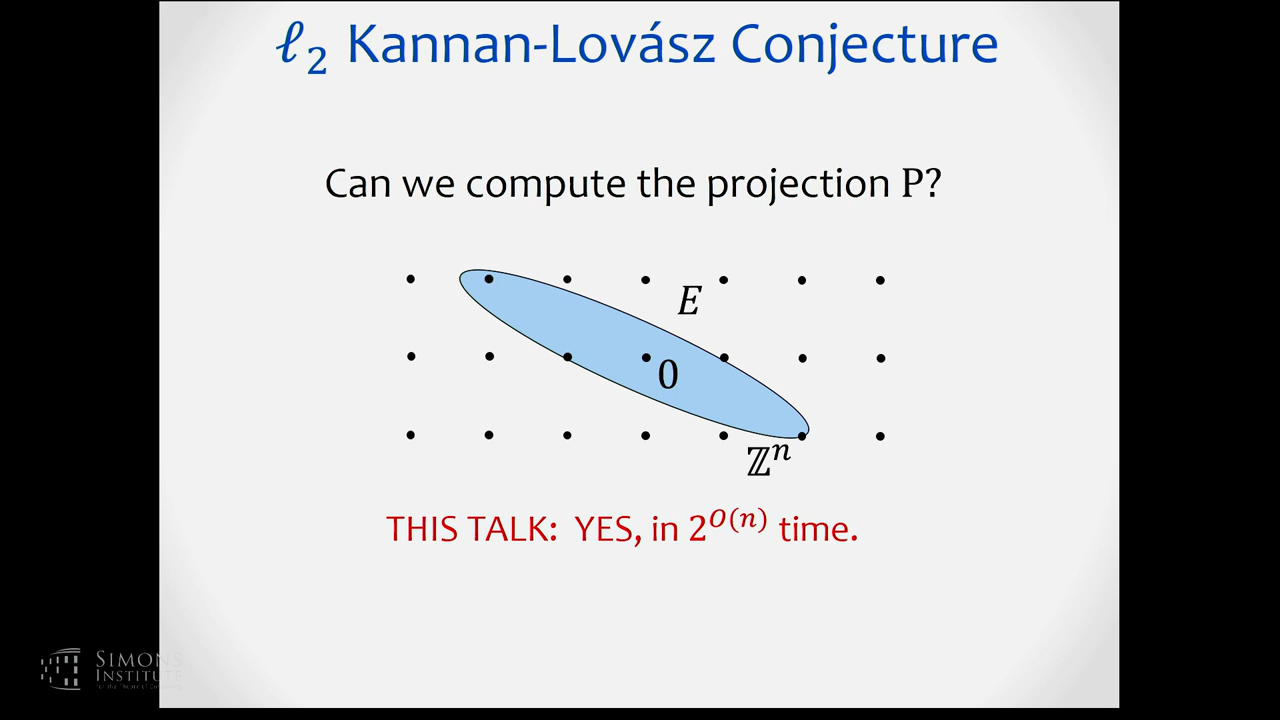 ℓ₂ Kannan-Lovász Conjecture
Can we compute the projection P?
E
0
ℤⁿ
THIS TALK: YES, in 2^{O(n)} time.
SIMONS
INSTITUTE